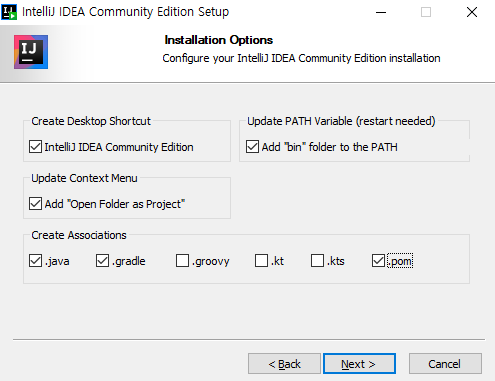 IntelliJ IDEA Community Edition Setup
IJ
Installation Options
Configure your IntelliJ IDEA Community Edition installation
Create Desktop Shortcut
IntelliJ IDEA Community Edition
Update PATH Variable (restart needed)
Add "bin" folder to the PATH
Update Context Menu
Add "Open Folder as Project"
Create Associations
.java .gradle .groovy .kt .kts .pom
< Back Next > Cancel